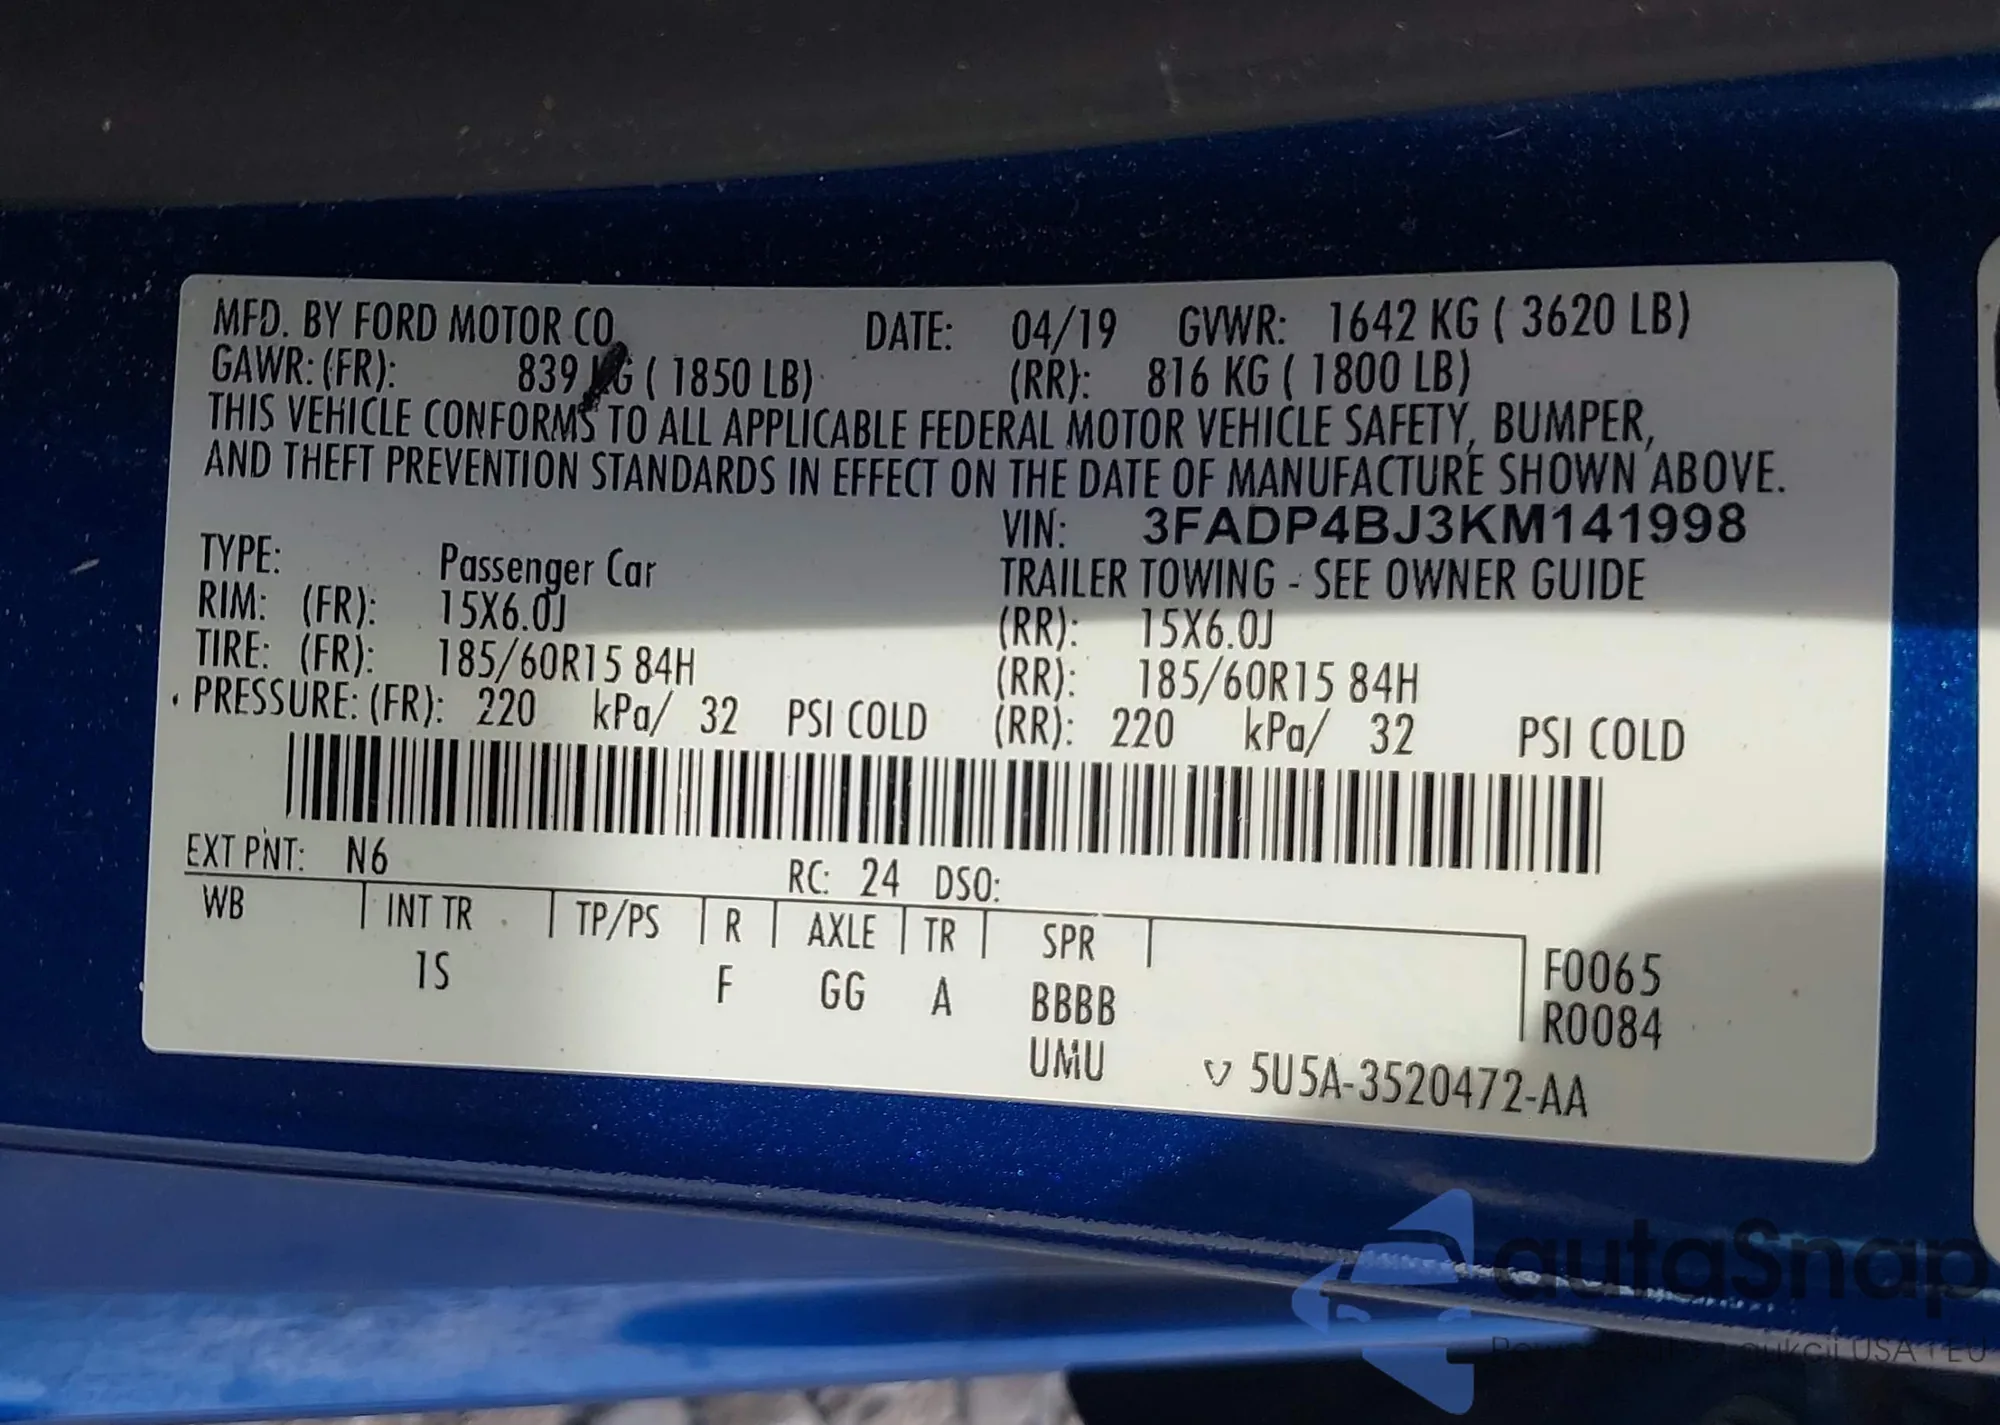 MFD. BY FORD MOTOR CO. DATE: 04/19 GVWR: 1642 KG ( 3620 LB)
GAWR: (FR): 839 KG ( 1850 LB) (RR): 816 KG ( 1800 LB)
THIS VEHICLE CONFORMS TO ALL APPLICABLE FEDERAL MOTOR VEHICLE SAFETY, BUMPER,
AND THEFT PREVENTION STANDARDS IN EFFECT ON THE DATE OF MANUFACTURE SHOWN ABOVE.
VIN: 3FADP4BJ3KM141998
TYPE: Passenger Car TRAILER TOWING - SEE OWNER GUIDE
RIM: (FR): 15X6.0J (RR): 15X6.0J
TIRE: (FR): 185/60R15 84H (RR): 185/60R15 84H
PRESSURE: (FR): 220 kPa/ 32 PSI COLD (RR): 220 kPa/ 32 PSI COLD
EXT PNT: N6 RC: 24 DSO:
WB INT TR TP/PS R AXLE TR SPR
1S F GG A BBBB
UMU
F0065
R0084
5U5A-3520472-AA
autaSnap
aukcji USA i EU